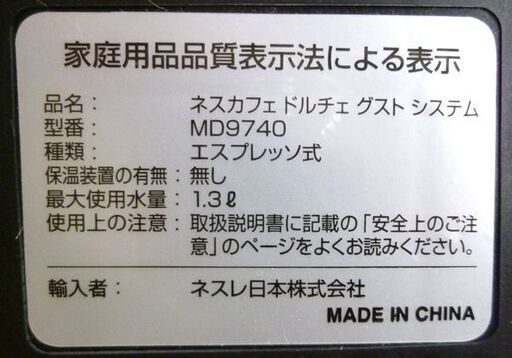 家庭用品品質表示法による表示
品名： ネスカフェ ドルチェ グスト システム
型番： MD9740
種類： エスプレッソ式
保温装置の有無：無し
最大使用水量： 1.3ℓ
使用上の注意： 取扱説明書に記載の「安全上のご注
意」のページをよくお読みください。
輸入者： ネスレ日本株式会社
MADE IN CHINA